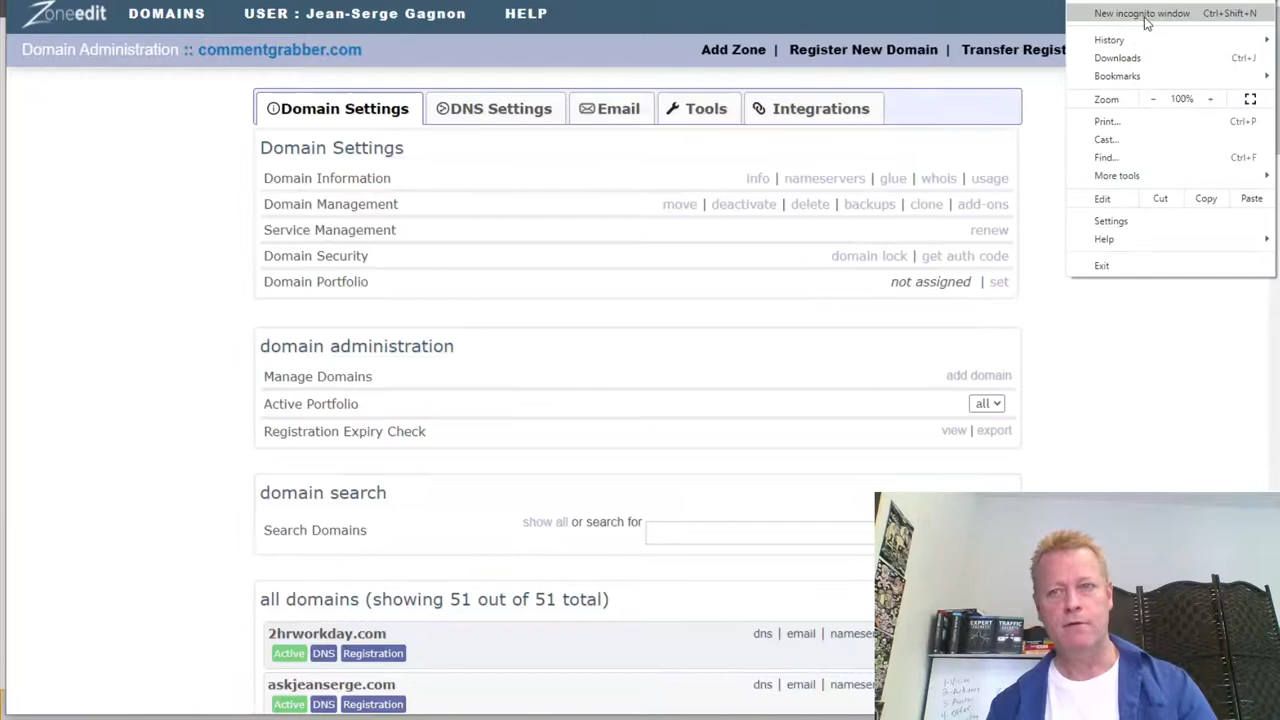 zoneedit DOMAINS USER : Jean-Serge Gagnon HELP
Domain Administration :: commentgrabber.com Add Zone | Register New Domain | Transfer Regist
Domain Settings DNS Settings Email Tools Integrations
Domain Settings
Domain Information info | nameservers | glue | whois | usage
Domain Management move | deactivate | delete | backups | clone | add-ons
Service Management renew
Domain Security domain lock | get auth code
Domain Portfolio not assigned | set
domain administration
Manage Domains add domain
Active Portfolio all
Registration Expiry Check view | export
domain search
Search Domains show all or search for
all domains (showing 51 out of 51 total)
2hrworkday.com dns | email | namese
Active DNS Registration
askjeanserge.com dns | email | namese
Active DNS Registration
New incognito window Ctrl+Shift+N
History
Downloads Ctrl+J
Bookmarks
Zoom - 100% +
Print... Ctrl+P
Cast...
Find... Ctrl+F
More tools
Edit Cut Copy Paste
Settings
Help
Exit
EXPERT
SECRETS
TRAFFIC
SECRETS